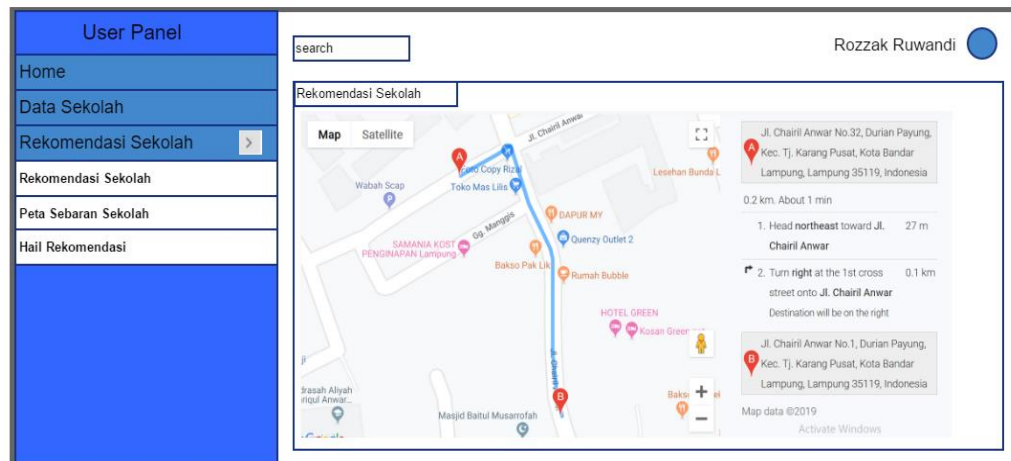 User Panel
Home
Data Sekolah
Rekomendasi Sekolah
Rekomendasi Sekolah
Peta Sebaran Sekolah
Hail Rekomendasi
search
Rozzak Ruwandi
Rekomendasi Sekolah
Map Satellite
Jl. Chairil Anwar
A
Foto Copy Rizal
Lesehan Bunda L
Wabah Scap
Toko Mas Lilis
DAPUR MY
Gg. Manggis
Quenzy Outlet 2
SAMANIA KOST
PENGINAPAN Lampung
Bakso Pak Lik
Rumah Bubble
HOTEL GREEN
Kosan Green
Jl. Chairil
B
Masjid Baitul Musarrofah
A
Jl. Chairil Anwar No.32, Durian Payung,
Kec. Tj. Karang Pusat, Kota Bandar
Lampung, Lampung 35119, Indonesia
0.2 km. About 1 min
1. Head northeast toward Jl. 27 m
Chairil Anwar
2. Turn right at the 1st cross 0.1 km
street onto Jl. Chairil Anwar
Destination will be on the right
B
Jl. Chairil Anwar No.1, Durian Payung,
Kec. Tj. Karang Pusat, Kota Bandar
Lampung, Lampung 35119, Indonesia
Map data ©2019
Activate Windows